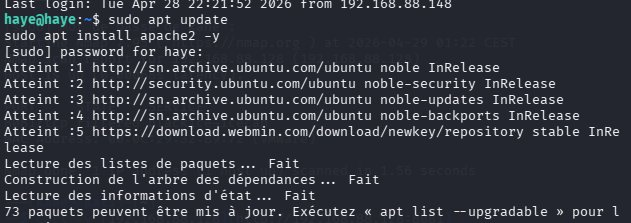 Last login: Tue Apr 28 22:21:52 2026 from 192.168.88.148
haye@haye:~$ sudo apt update
sudo apt install apache2 -y
[sudo] password for haye:
Atteint :1 http://sn.archive.ubuntu.com/ubuntu noble InRelease
Atteint :2 http://security.ubuntu.com/ubuntu noble-security InRelease
Atteint :3 http://sn.archive.ubuntu.com/ubuntu noble-updates InRelease
Atteint :4 http://sn.archive.ubuntu.com/ubuntu noble-backports InRelease
Atteint :5 https://download.webmin.com/download/newkey/repository stable InRe
lease
Lecture des listes de paquets... Fait
Construction de l'arbre des dépendances... Fait
Lecture des informations d'état... Fait
73 paquets peuvent être mis à jour. Exécutez « apt list --upgradable » pour l